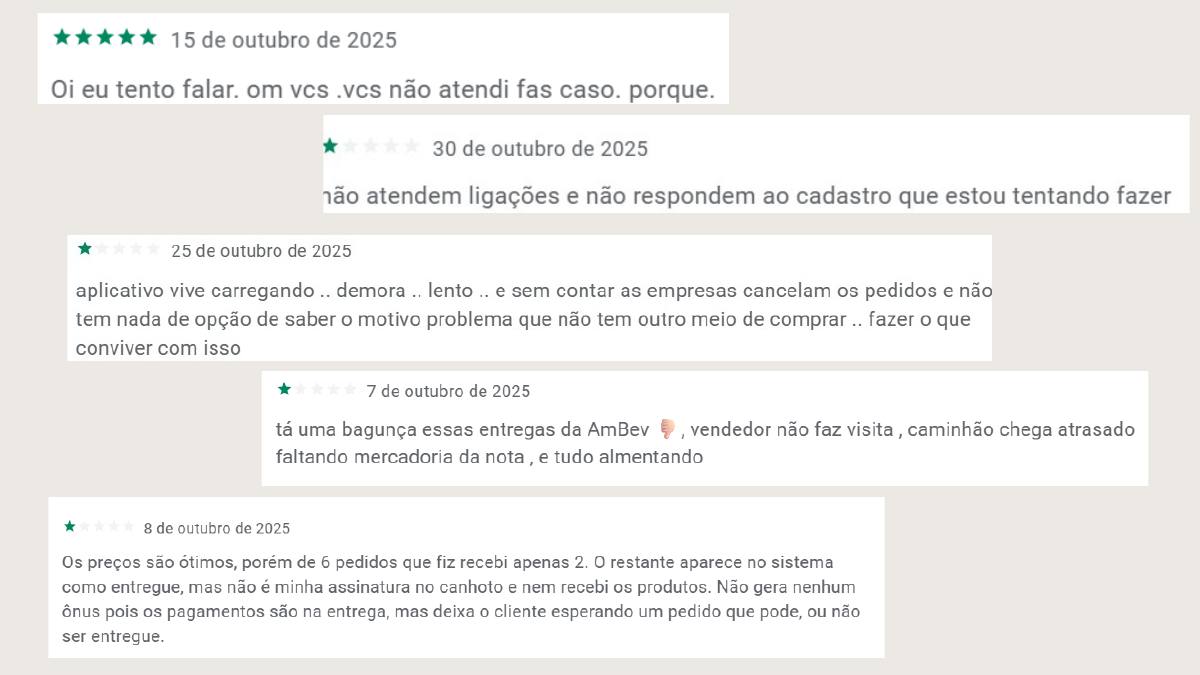 15 de outubro de 2025
Oi eu tento falar. om vcs .vcs não atendi fas caso. porque.
30 de outubro de 2025
não atendem ligações e não respondem ao cadastro que estou tentando fazer
25 de outubro de 2025
aplicativo vive carregando .. demora .. lento .. e sem contar as empresas cancelam os pedidos e não
tem nada de opção de saber o motivo problema que não tem outro meio de comprar .. fazer o que
conviver com isso
7 de outubro de 2025
tá uma bagunça essas entregas da AmBev 👎🏻 , vendedor não faz visita , caminhão chega atrasado
faltando mercadoria da nota , e tudo almentando
8 de outubro de 2025
Os preços são ótimos, porém de 6 pedidos que fiz recebi apenas 2. O restante aparece no sistema
como entregue, mas não é minha assinatura no canhoto e nem recebi os produtos. Não gera nenhum
ônus pois os pagamentos são na entrega, mas deixa o cliente esperando um pedido que pode, ou não
ser entregue.